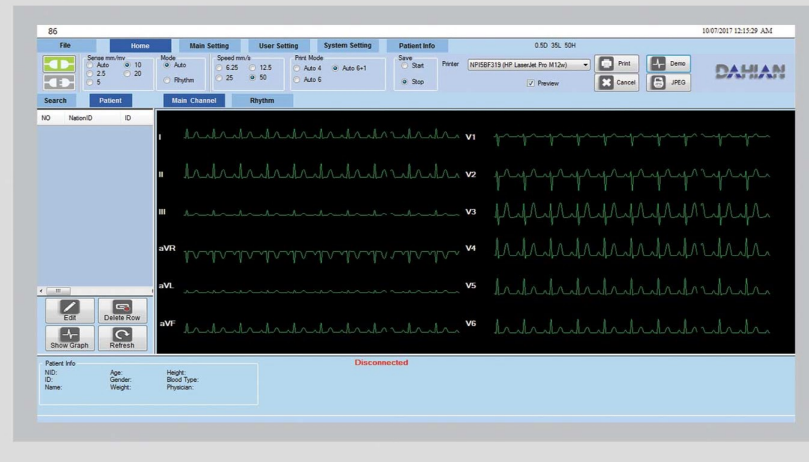 86
10/07/2017 12:15:29 AM
File Home Main Setting User Setting System Setting Patient Info 0.5D 35L 50H
Sense mm/mv Mode Speed mm/s Print Mode Save
Auto 10 Auto 6.25 12.5 Auto 4 Auto 6+1 Start Printer NPI5BF319 (HP LaserJet Pro M12w) Print Demo
2.5 20
5 Rhythm 25 50 Auto 6 Stop Preview Cancel JPEG
DAHIAN
Search Patient Main Channel Rhythm
NO NationID ID
I V1
II V2
III V3
aVR V4
aVL V5
aVF V6
Edit Delete Row
Show Graph Refresh
Patient Info
Disconnected
NID: Age: Height:
ID: Gender: Blood Type:
Name: Weight: Physician: